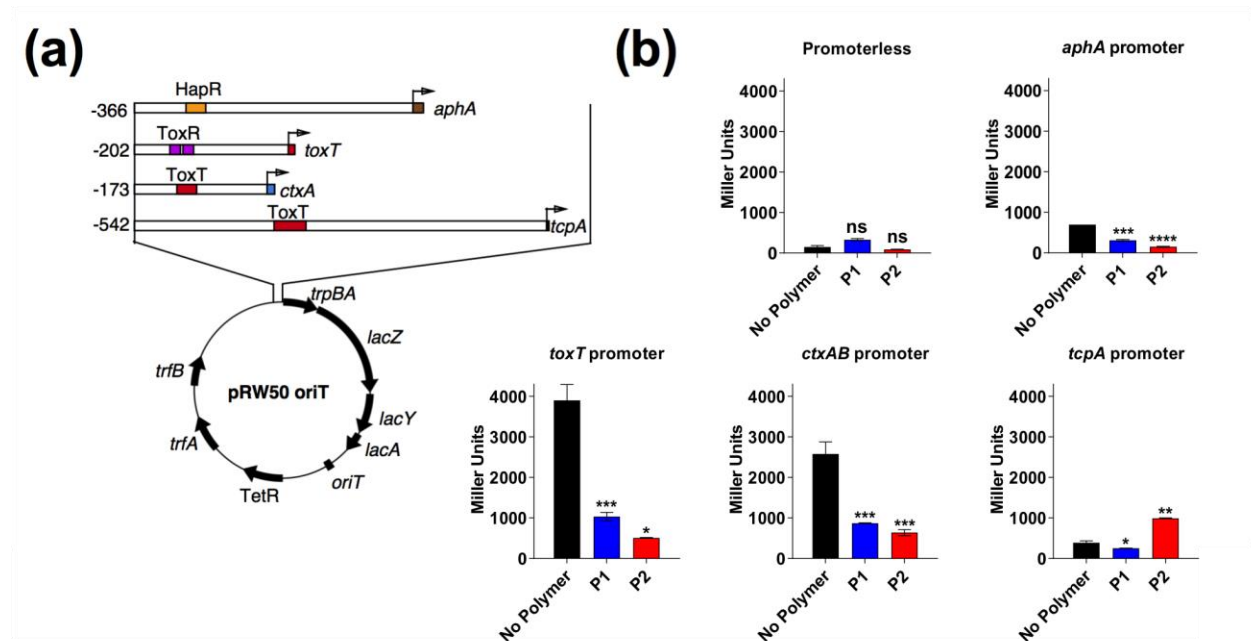 (a)
HapR
-366
aphA
ToxR
-202
toxT
ToxT
-173
ctxA
ToxT
-542
tcpA
trpBA
lacZ
trfB
pRW50 oriT
lacY
trfA
lacA
oriT
TetR
(b)
Promoterless
4000
3000
2000
1000
0
Miller Units
ns
ns
No Polymer
P1
P2
aphA promoter
4000
3000
2000
1000
0
Miller Units
***
****
No Polymer
P1
P2
toxT promoter
4000
3000
2000
1000
0
Miller Units
***
*
No Polymer
P1
P2
ctxAB promoter
4000
3000
2000
1000
0
Miller Units
***
***
No Polymer
P1
P2
tcpA promoter
4000
3000
2000
1000
0
Miller Units
*
**
No Polymer
P1
P2